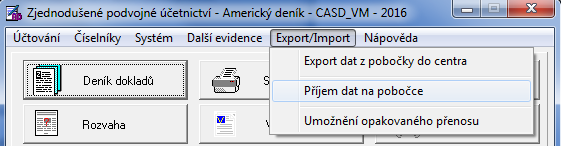 Zjednodušené podvojné účetnictví - Americký deník - CASD_VM - 2016
Účtování Číselníky Systém Další evidence Export/Import Nápověda
Export dat z pobočky do centra
Deník dokladů
Příjem dat na pobočce
Rozvaha
Umožnění opakovaného přenosu